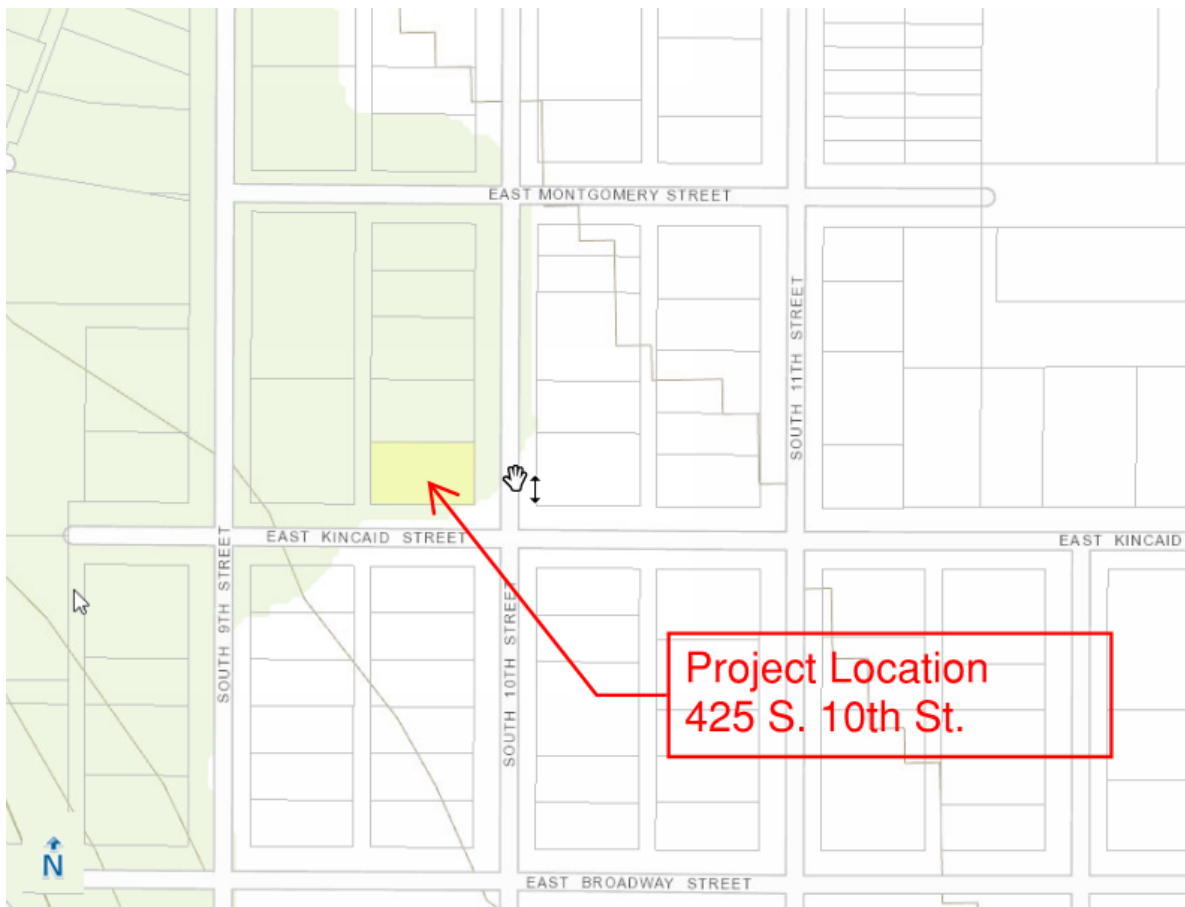 EAST MONTGOMERY STREET
SOUTH 11TH STREET
EAST KINCAID STREET
EAST KINCAID
SOUTH 9TH STREET
SOUTH 10TH STREET
Project Location
425 S. 10th St.
N
EAST BROADWAY STREET